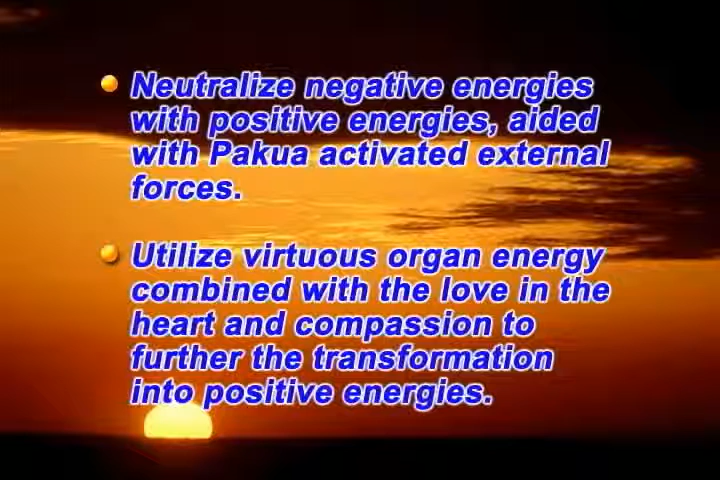 Neutralize negative energies
with positive energies, aided
with Pakua activated external
forces.
Utilize virtuous organ energy
combined with the love in the
heart and compassion to
further the transformation
into positive energies.